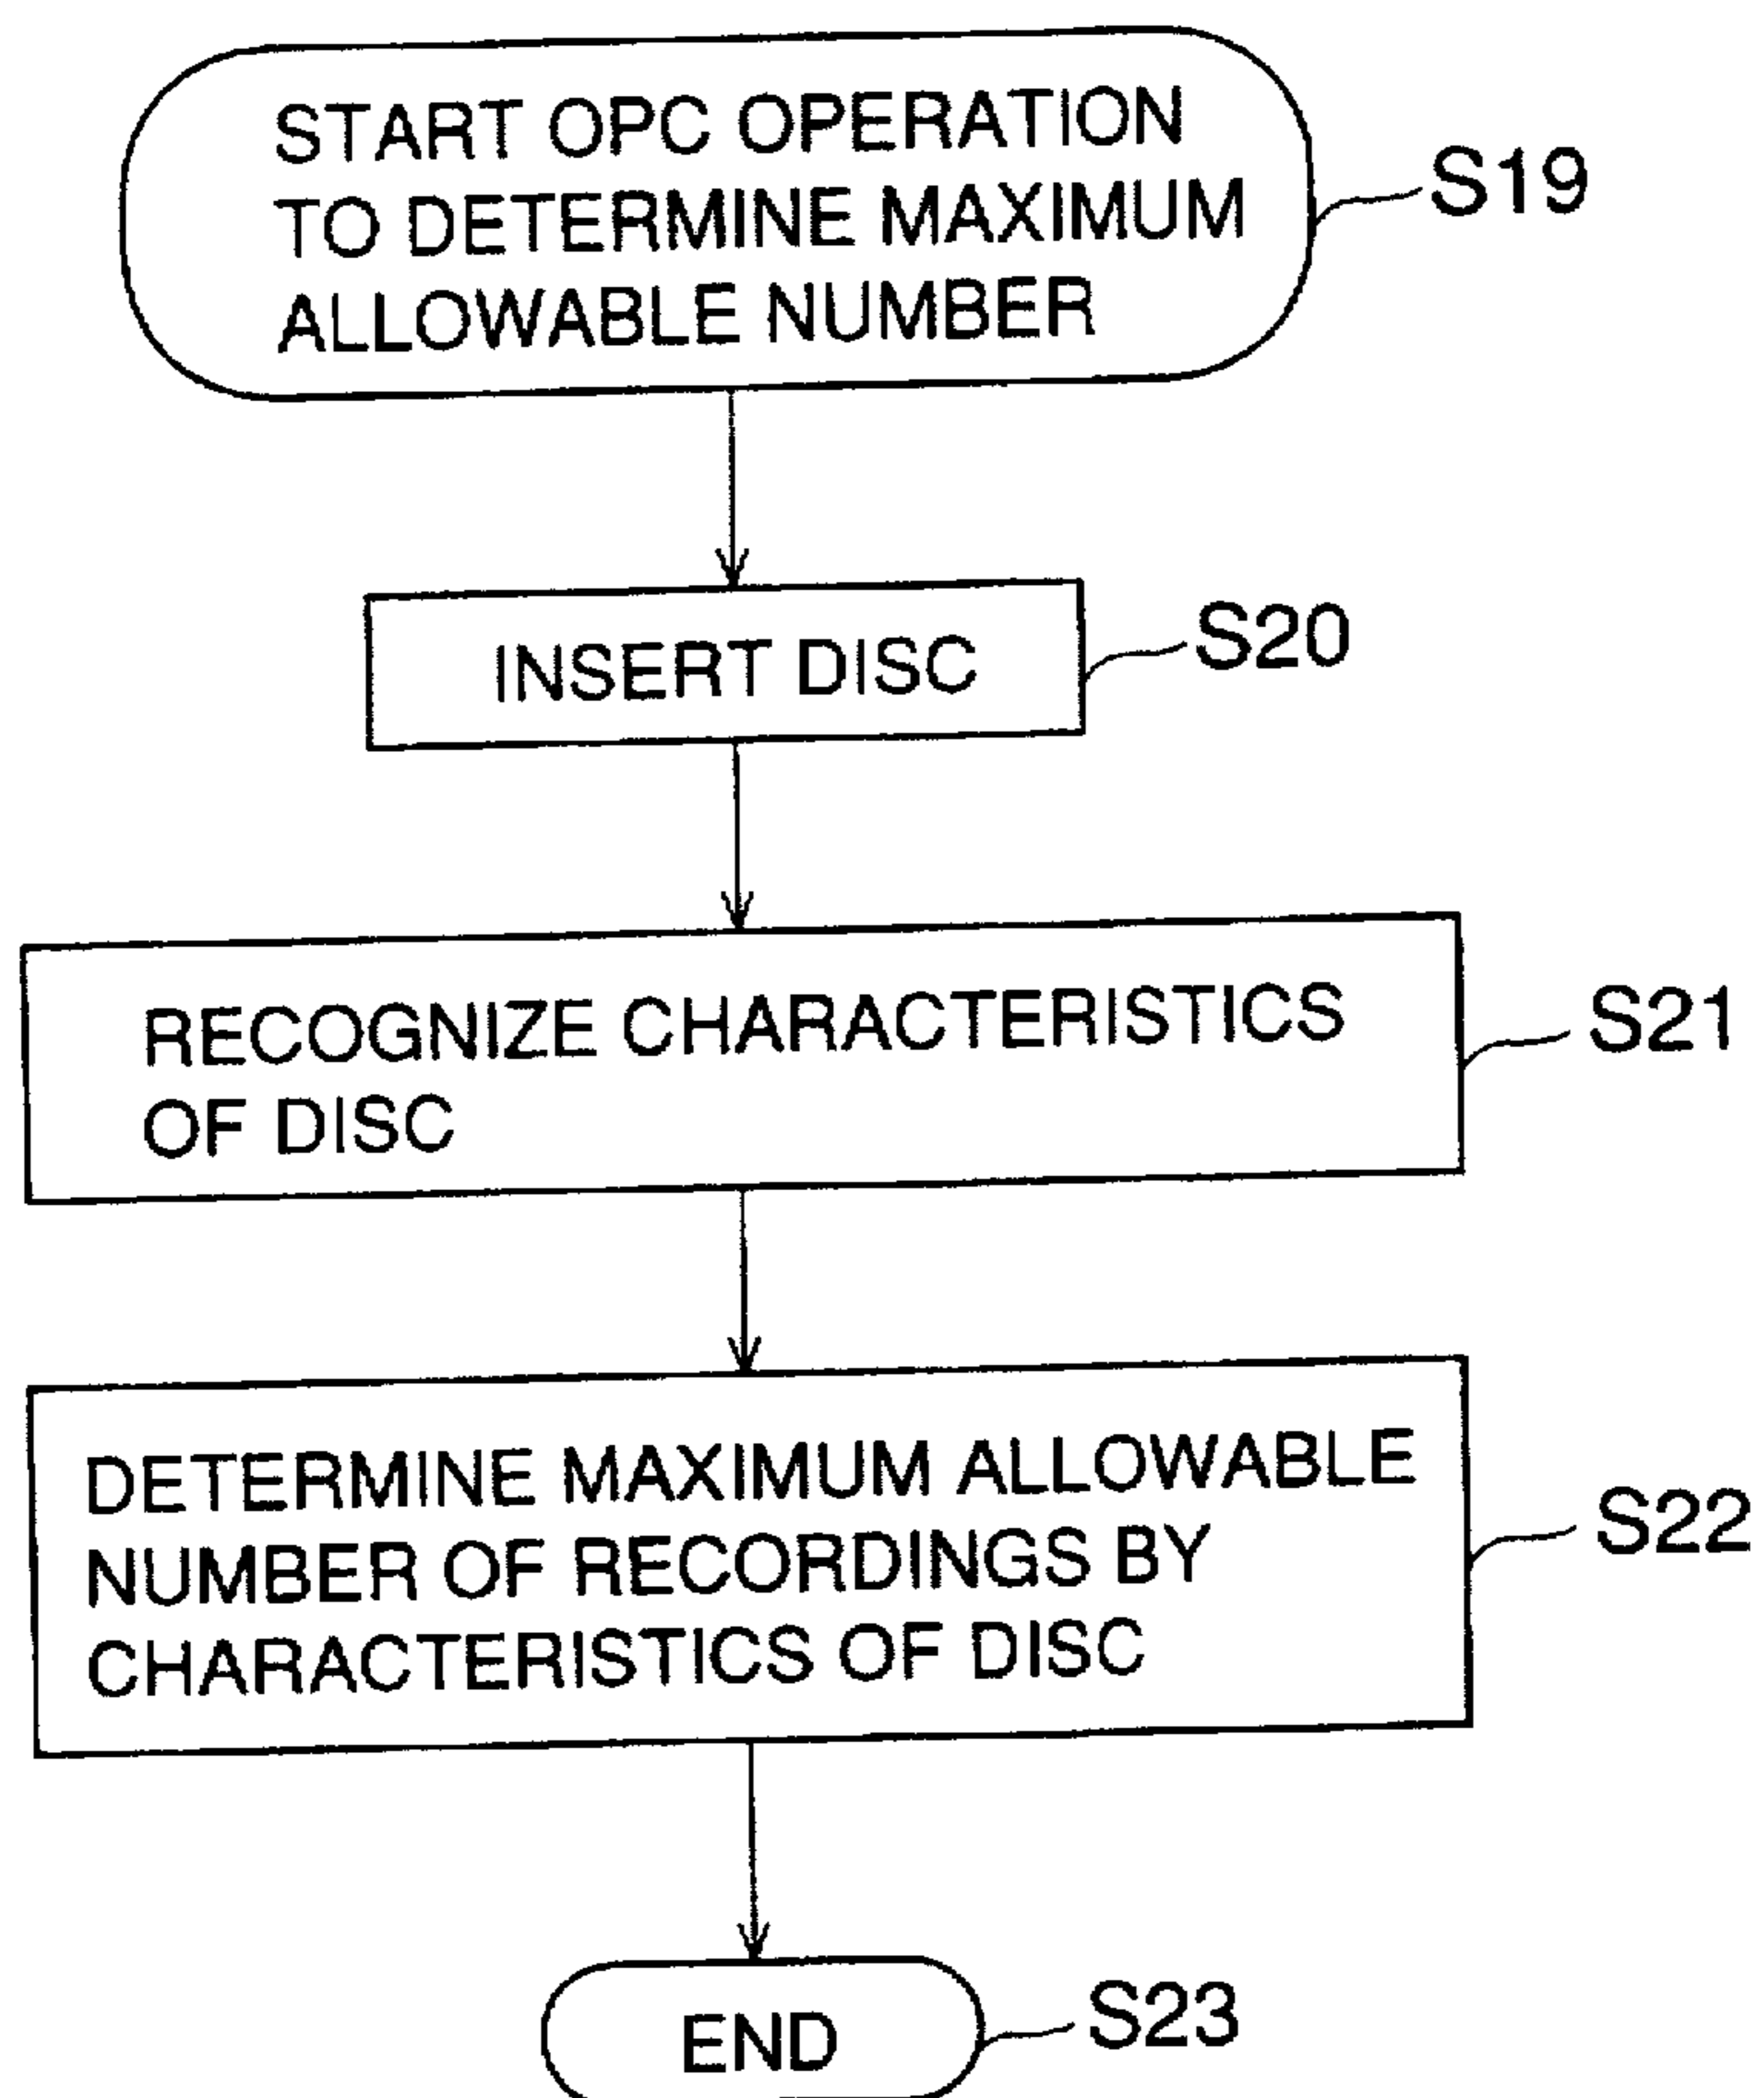 START OPC OPERATION
TO DETERMINE MAXIMUM
ALLOWABLE NUMBER
S19
INSERT DISC
S20
RECOGNIZE CHARACTERISTICS
OF DISC
S21
DETERMINE MAXIMUM ALLOWABLE
NUMBER OF RECORDINGS BY
CHARACTERISTICS OF DISC
S22
END
S23